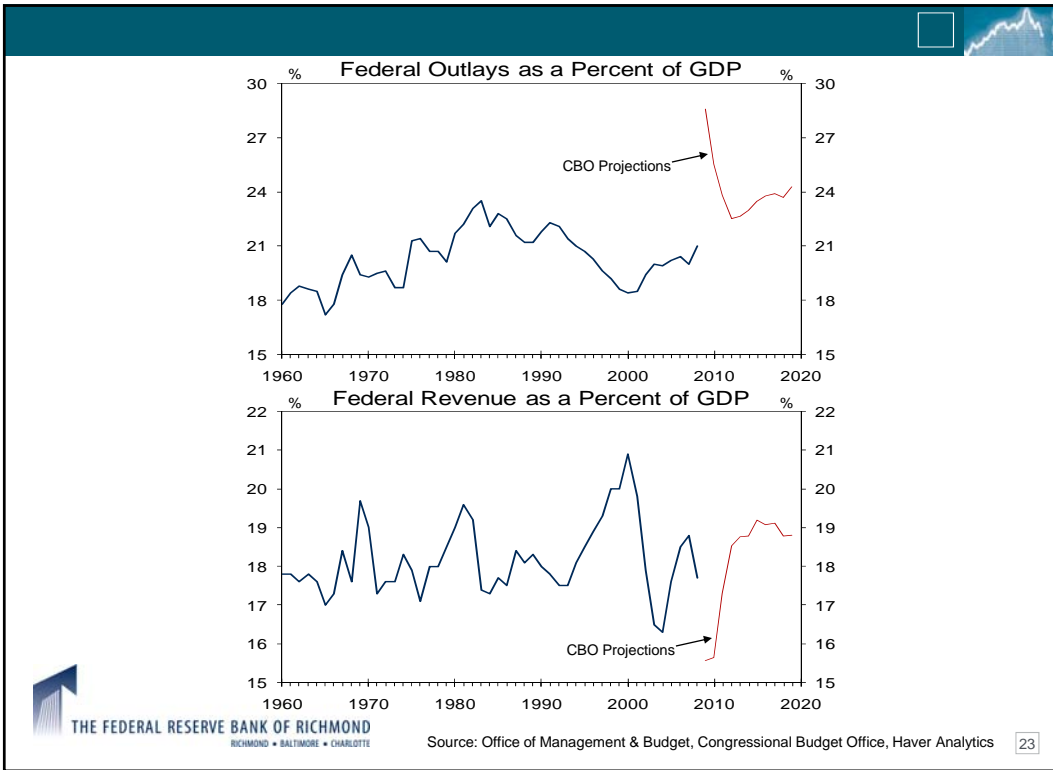 Federal Outlays as a Percent of GDP
% %
30 30
27 27
CBO Projections
24 24
21 21
18 18
15 15
1960 1970 1980 1990 2000 2010 2020
Federal Revenue as a Percent of GDP
% %
22 22
21 21
20 20
19 19
18 18
17 17
16 16
CBO Projections
15 15
1960 1970 1980 1990 2000 2010 2020
THE FEDERAL RESERVE BANK OF RICHMOND
RICHMOND • BALTIMORE • CHARLOTTE
Source: Office of Management & Budget, Congressional Budget Office, Haver Analytics
23